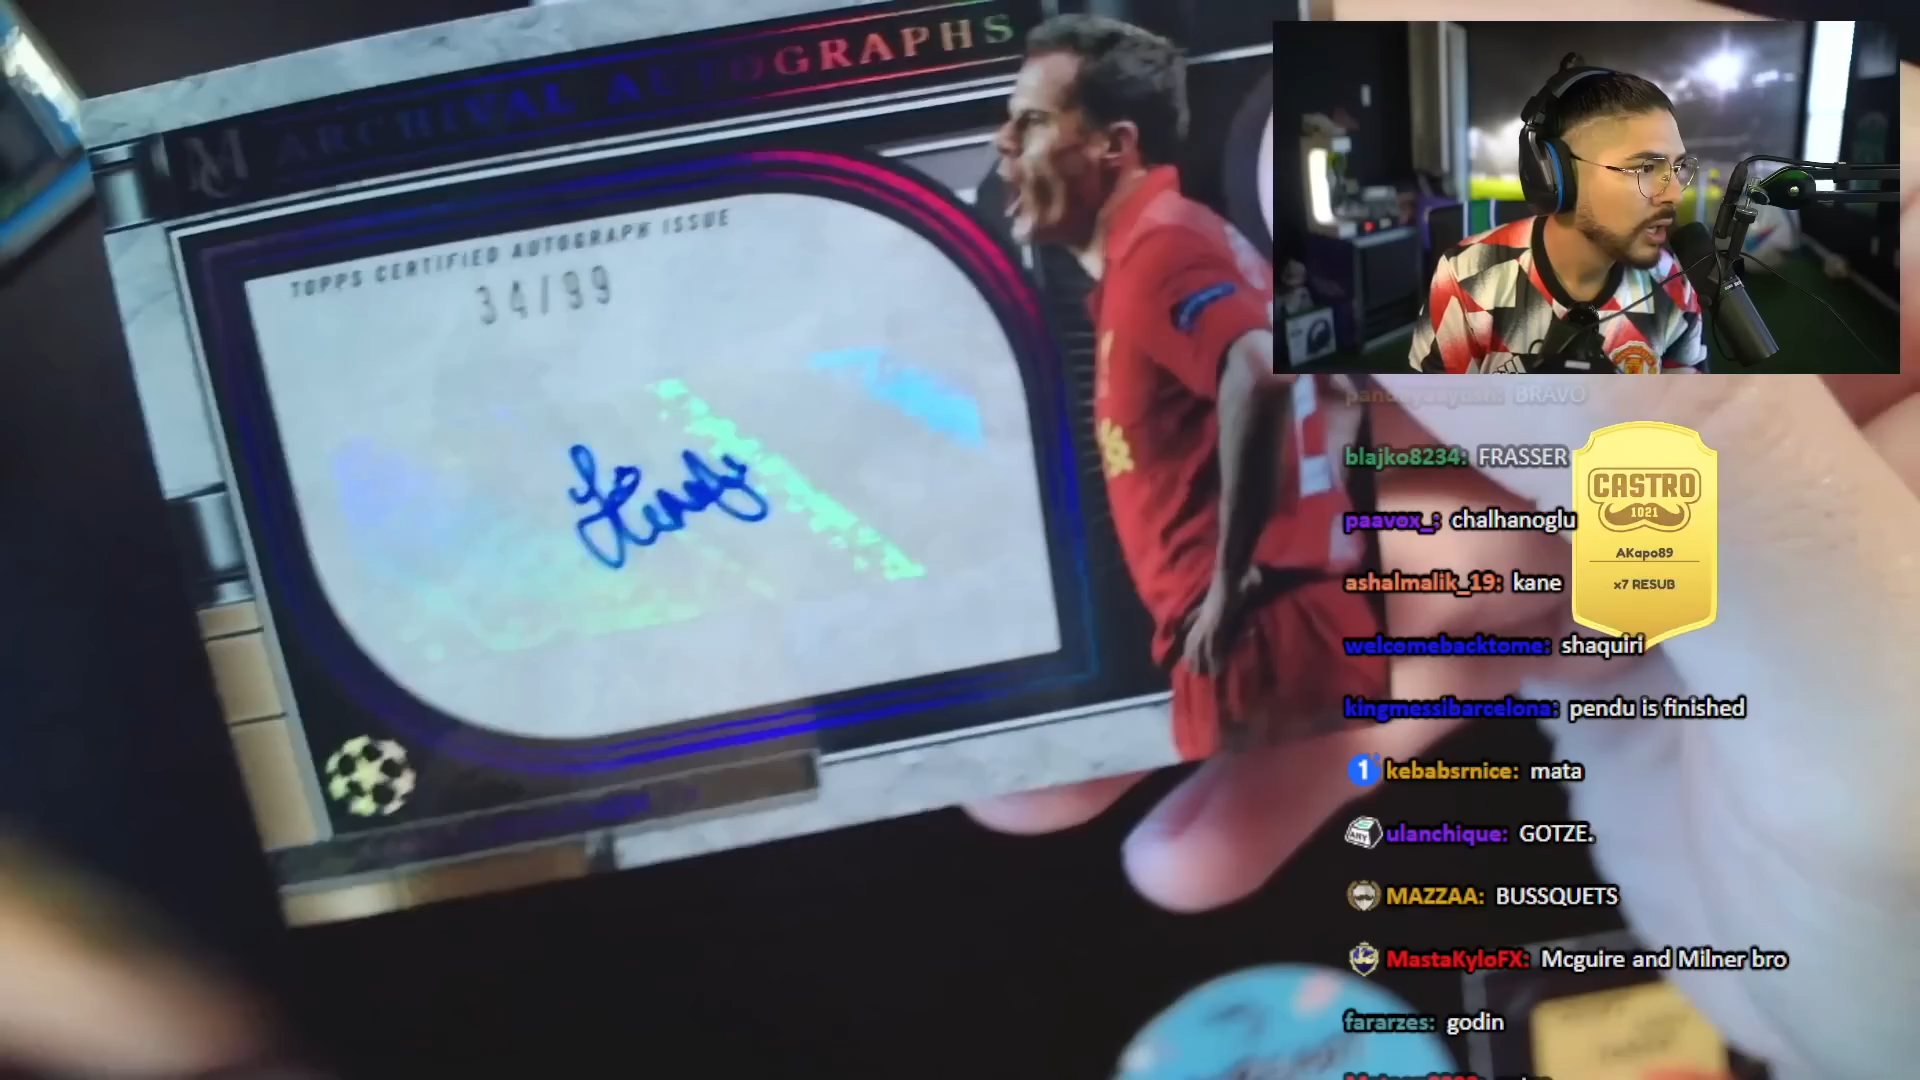 ARCHIVAL AUTOGRAPHS
TOPPS CERTIFIED AUTOGRAPH ISSUE
34/99
BRAVO
blajko8234: FRASSER
paavox_: chalhanoglu
ashalmalik_19: kane
welcomebacktome: shaquiri
kingmessibarcelona: pendu is finished
1 kebabsrnice: mata
ulanchique: GOTZE.
MAZZAA: BUSSQUETS
MastaKyloFX: Mcguire and Milner bro
fararzes: godin
CASTRO
1021
AKapo89
x7 RESUB